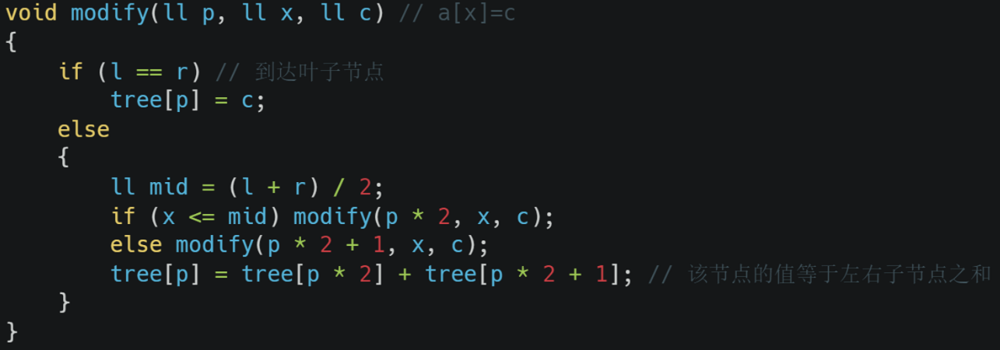 void modify(ll p, ll x, ll c) // a[x]=c
{
    if (l == r) // 到达叶子节点
        tree[p] = c;
    else
    {
        ll mid = (l + r) / 2;
        if (x <= mid) modify(p * 2, x, c);
        else modify(p * 2 + 1, x, c);
        tree[p] = tree[p * 2] + tree[p * 2 + 1]; // 该节点的值等于左右子节点之和
    }
}